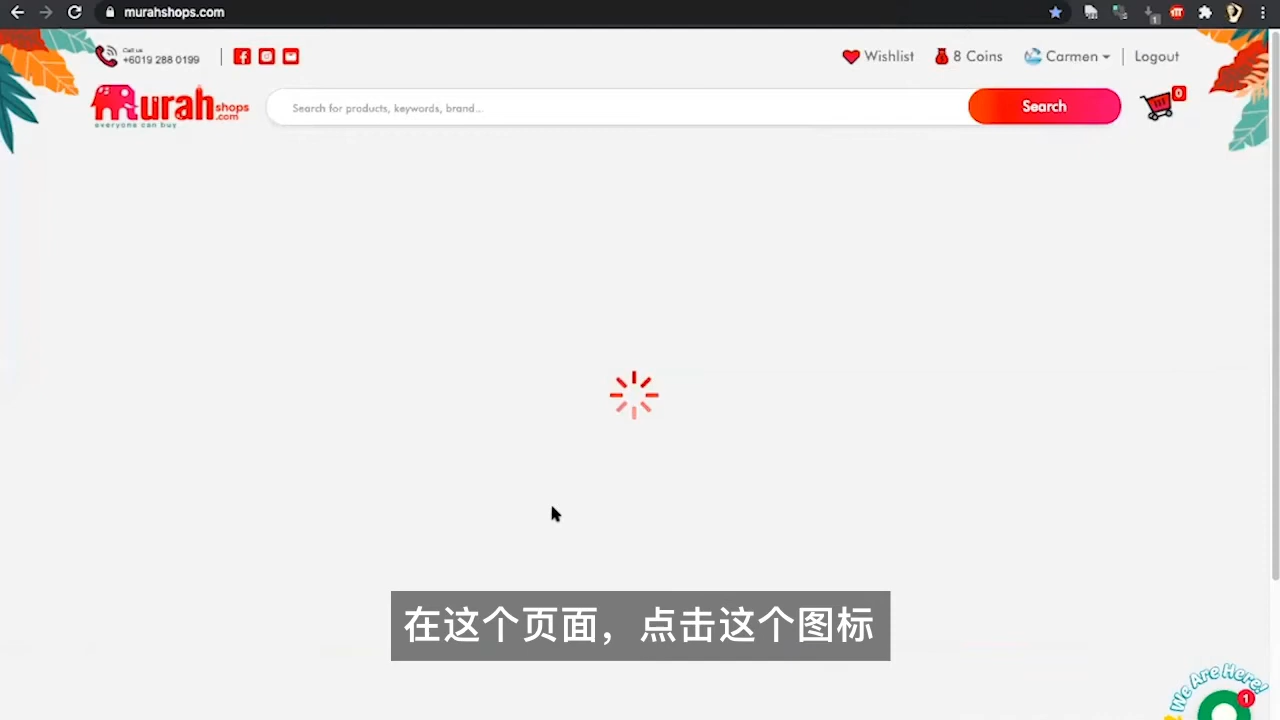 murahshops.com
Call us
+6019 288 0199
Wishlist
8 Coins
Carmen
Logout
murah
shops
.com
everyone can buy
Search for products, keywords, brand...
Search
0
在这个页面，点击这个图标
We Are Here!
1
1